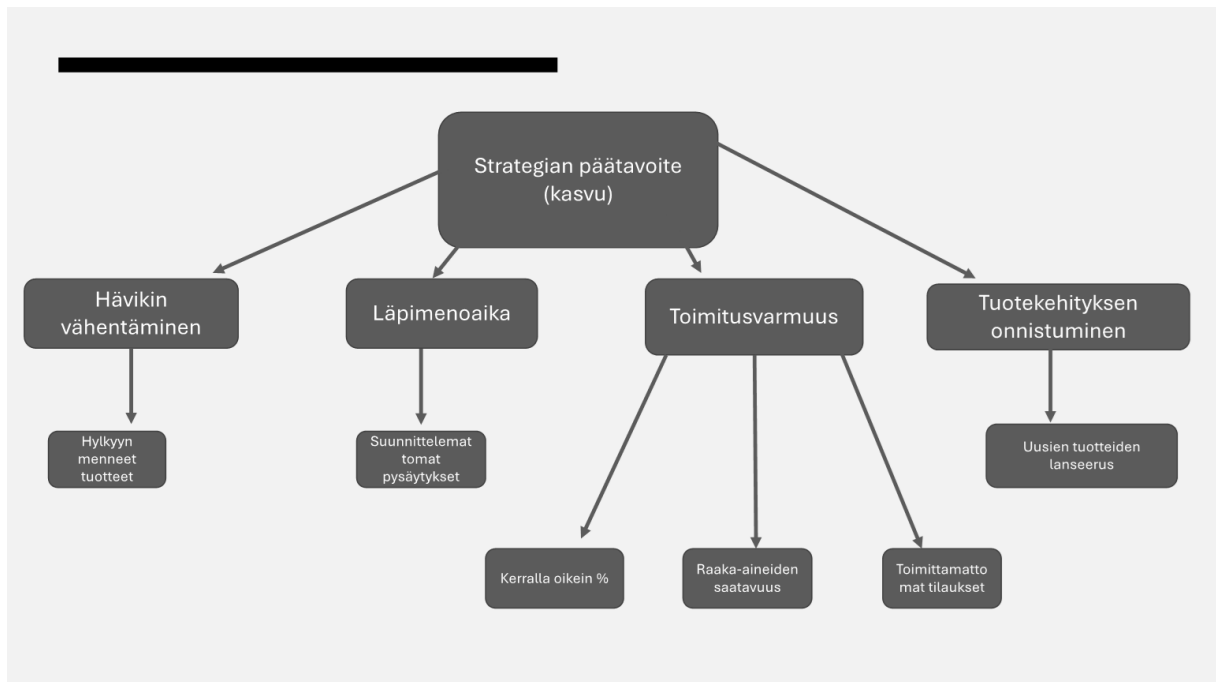 Strategian päätavoite
(kasvu)
Hävikin
vähentäminen
Läpimenoaika
Toimitusvarmuus
Tuotekehityksen
onnistuminen
Hylkyyn
menneet
tuotteet
Suunnittelemat
tomat
pysäytykset
Uusien tuotteiden
lanseerus
Kerralla oikein %
Raaka-aineiden
saatavuus
Toimittamatto
mat tilaukset